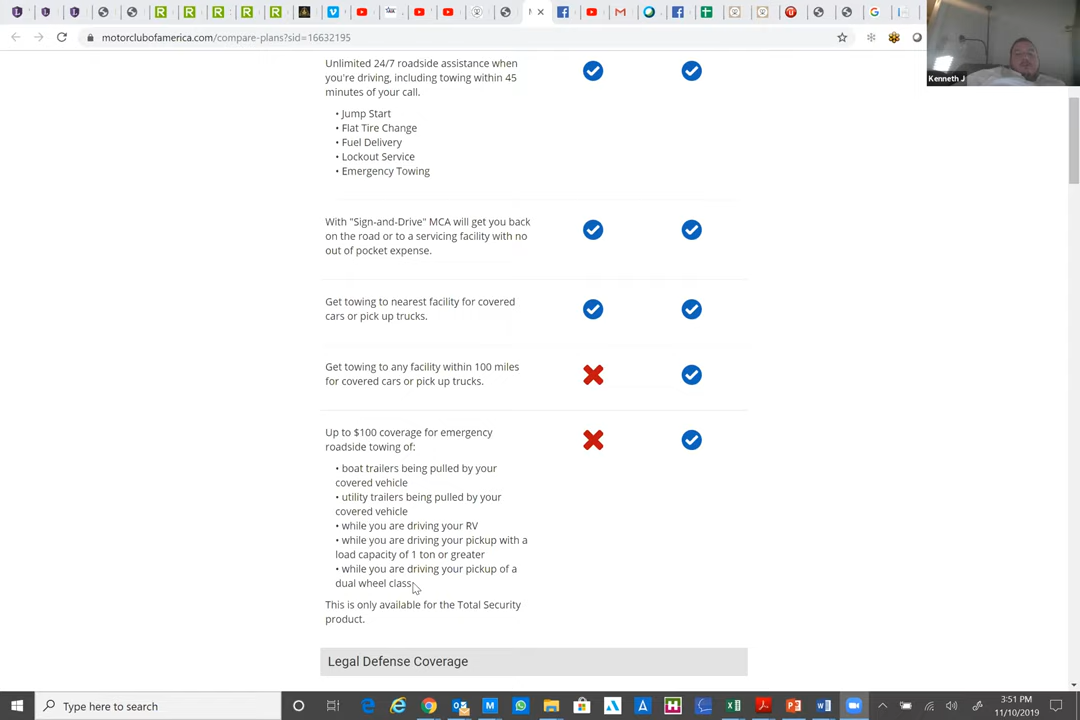 motorclubofamerica.com/compare-plans?sid=16632195
Kenneth J
Unlimited 24/7 roadside assistance when
you're driving, including towing within 45
minutes of your call.
• Jump Start
• Flat Tire Change
• Fuel Delivery
• Lockout Service
• Emergency Towing
With "Sign-and-Drive" MCA will get you back
on the road or to a servicing facility with no
out of pocket expense.
Get towing to nearest facility for covered
cars or pick up trucks.
Get towing to any facility within 100 miles
for covered cars or pick up trucks.
Up to $100 coverage for emergency
roadside towing of:
• boat trailers being pulled by your
covered vehicle
• utility trailers being pulled by your
covered vehicle
• while you are driving your RV
• while you are driving your pickup with a
load capacity of 1 ton or greater
• while you are driving your pickup of a
dual wheel class.
This is only available for the Total Security
product.
Legal Defense Coverage
Type here to search
3:51 PM
11/10/2019